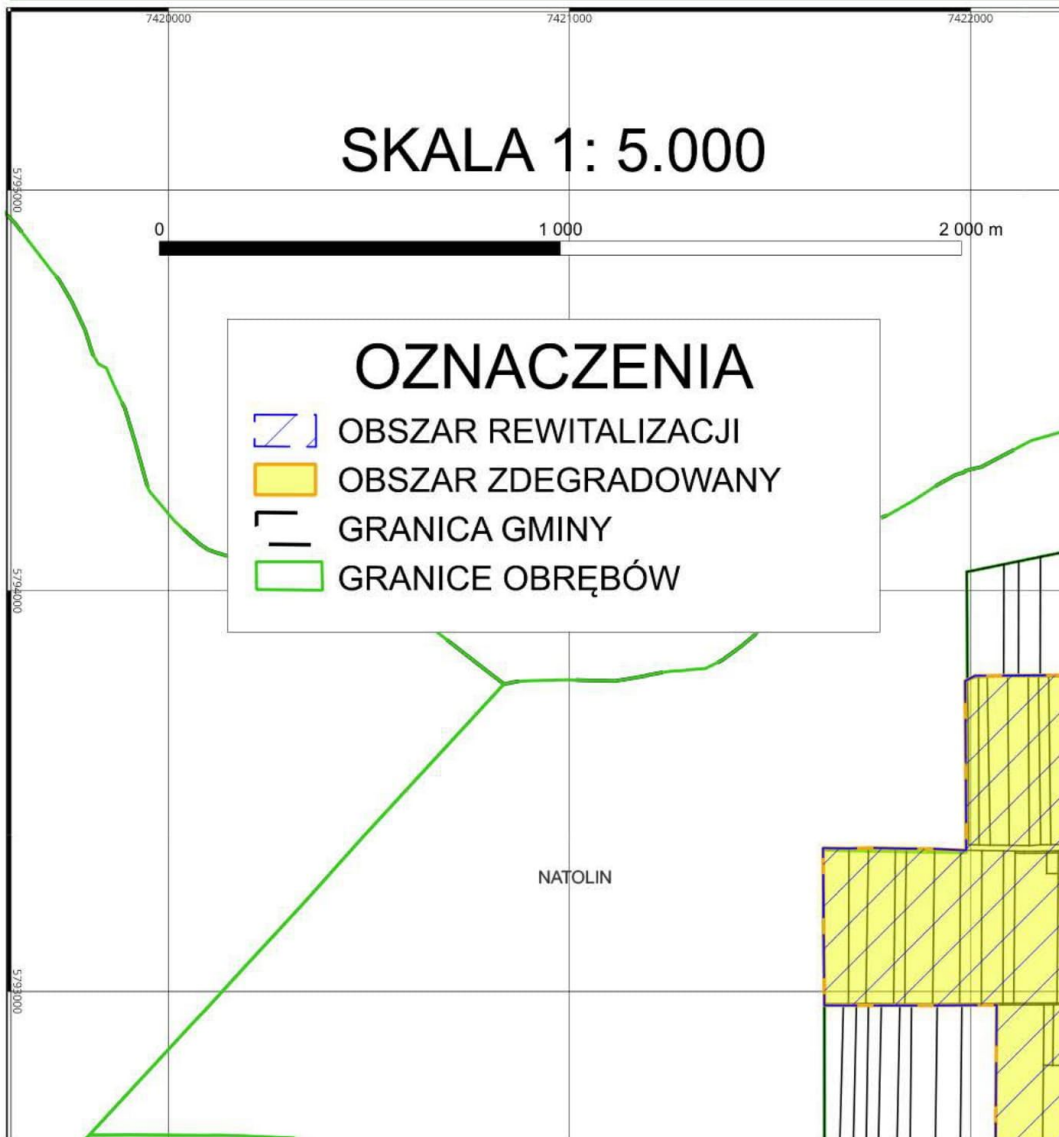 7420000 7421000 7422000
SKALA 1: 5.000
5795000
0 1 000 2 000 m
OZNACZENIA
OBSZAR REWITALIZACJI
OBSZAR ZDEGRADOWANY
GRANICA GMINY
GRANICE OBRĘBÓW
5794000
NATOLIN
5793000